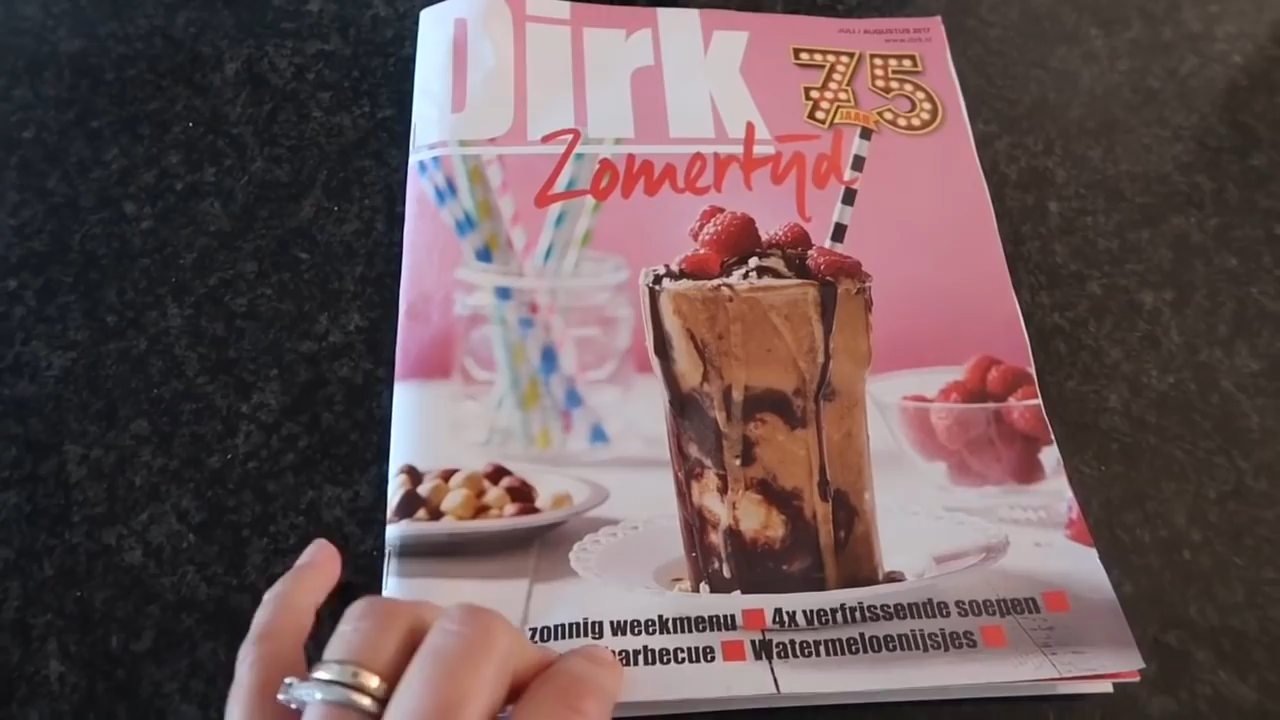 Dirk
JULI / AUGUSTUS 2017
www.dirk.nl
75
JAAR
Zomertijd
zonnig weekmenu 4x verfrissende soepen
barbecue Watermeloenijsjes